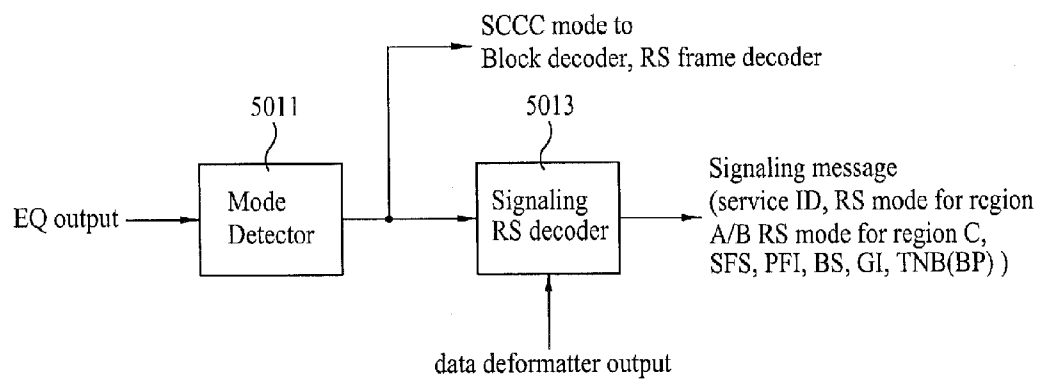 SCCC mode to
Block decoder, RS frame decoder
5011
5013
EQ output
Mode
Detector
Signaling
RS decoder
Signaling message
(service ID, RS mode for region
A/B RS mode for region C,
SFS, PFI, BS, GI, TNB(BP) )
data deformatter output